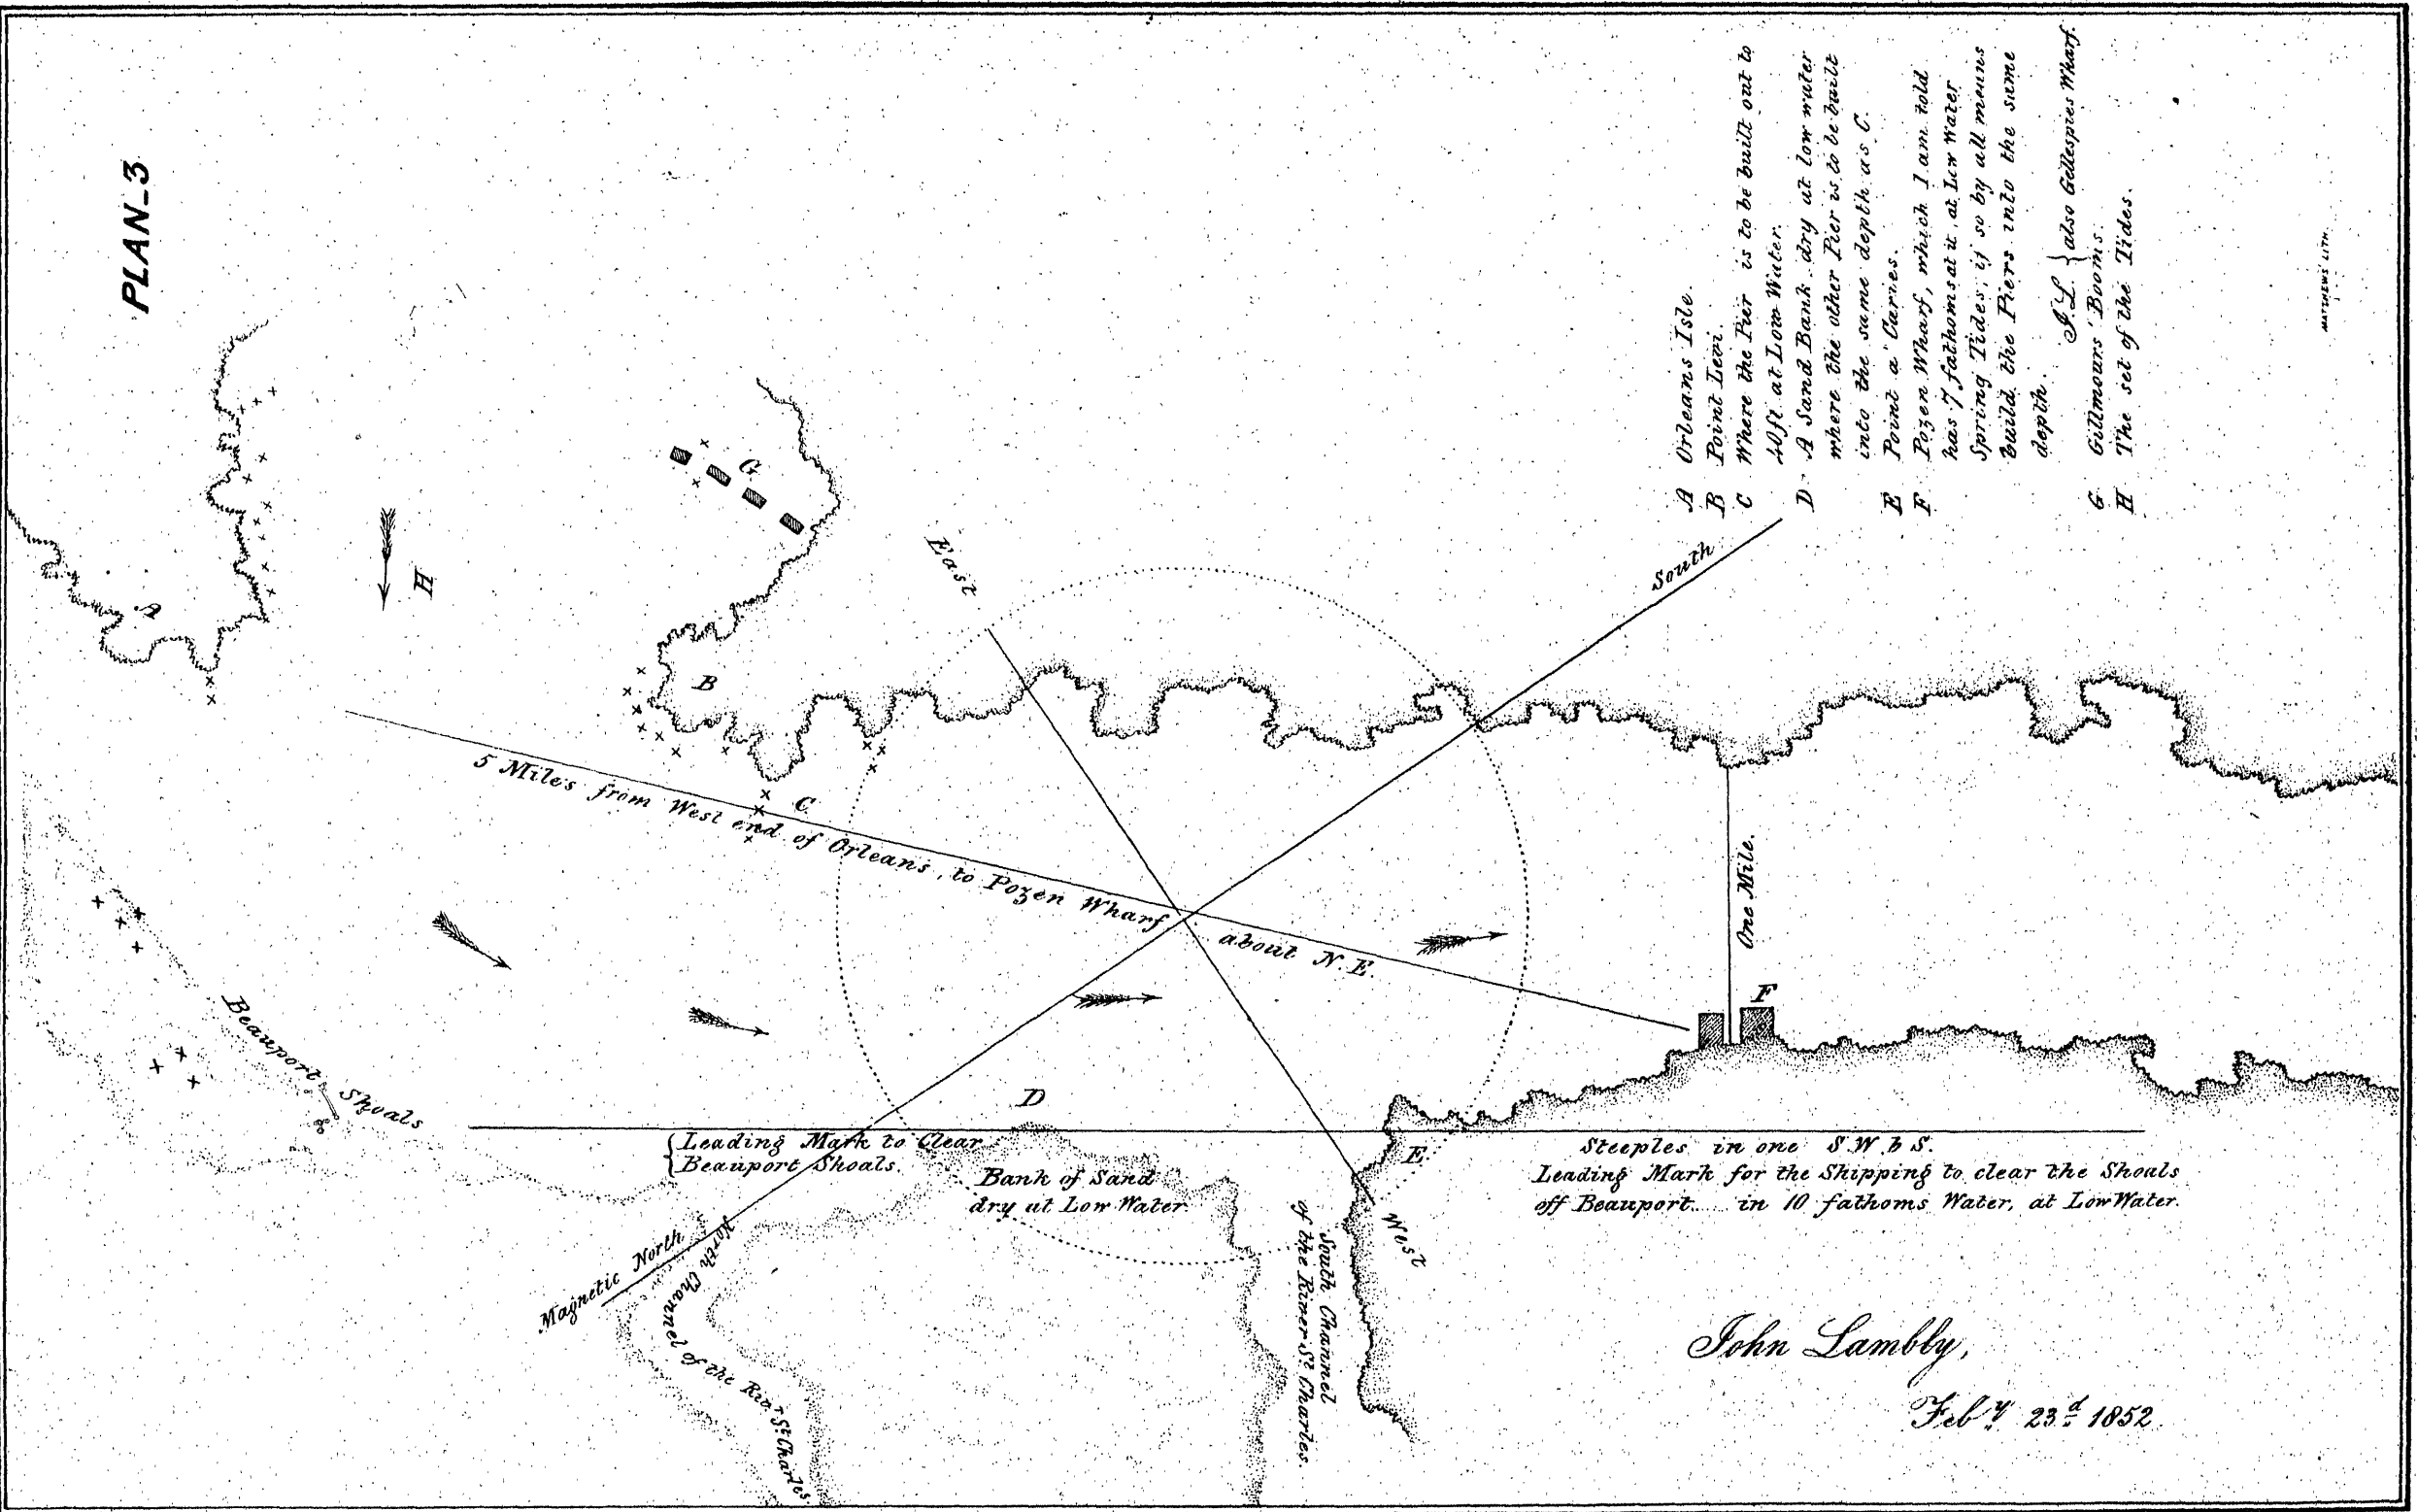 PLAN_3
A Orleans Isle.
B Point Levi.
C Where the Pier is to be built out to
40ft at Low Water.
D A Sand Bank dry at low water
where the other Pier is to be built
into the same depth as C.
E Point a' Caries.
F Pozen Wharf, which I am told
has 7 fathoms at it, at Low Water
Spring Tides; if so by all means
build the Piers into the same
depth. J.L.
G Gillmours' Booms. } also Gillespies Wharf.
H The set of the Tides.
MATTHEWS LITH.
A
H
G
B
C
East
South
5 Miles from West end of Orleans, to Pozen Wharf about N.E.
One Mile.
F
Beauport Shoals
D
{Leading Mark to Clear
Beauport Shoals.
Bank of Sand
dry at Low Water
E
Steeples in one S.W.b S.
Leading Mark for the Shipping to clear the Shoals
off Beauport in 10 fathoms Water, at Low Water.
Magnetic North
North Channel of the Rivr. St. Charles
South Channel
of the River St. Charles.
West
John Lambly,
Feby 23d 1852.